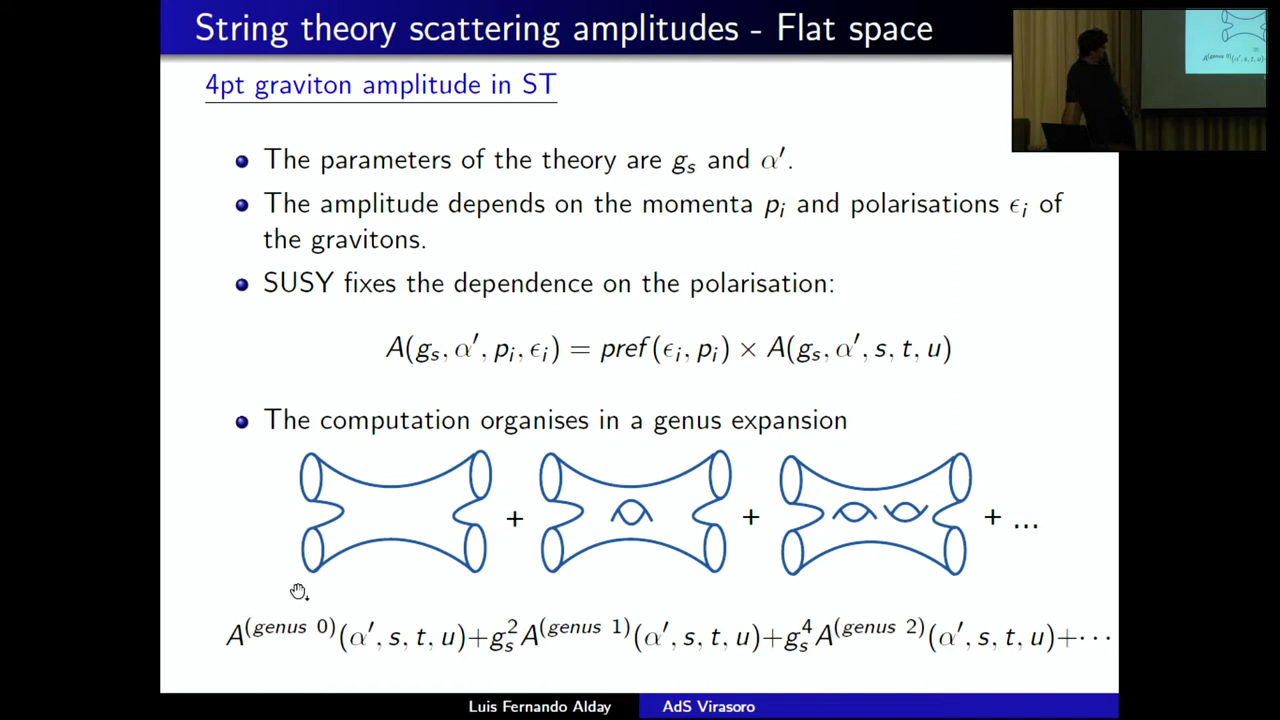 String theory scattering amplitudes - Flat space
4pt graviton amplitude in ST
The parameters of the theory are g_s and α′.
The amplitude depends on the momenta p_i and polarisations ϵ_i of
the gravitons.
SUSY fixes the dependence on the polarisation:
A(g_s, α′, p_i, ϵ_i) = pref(ϵ_i, p_i) × A(g_s, α′, s, t, u)
The computation organises in a genus expansion
+ + + ...
A^(genus 0)(α′, s, t, u)+g_s^2 A^(genus 1)(α′, s, t, u)+g_s^4 A^(genus 2)(α′, s, t, u)+···
Luis Fernando Alday AdS Virasoro